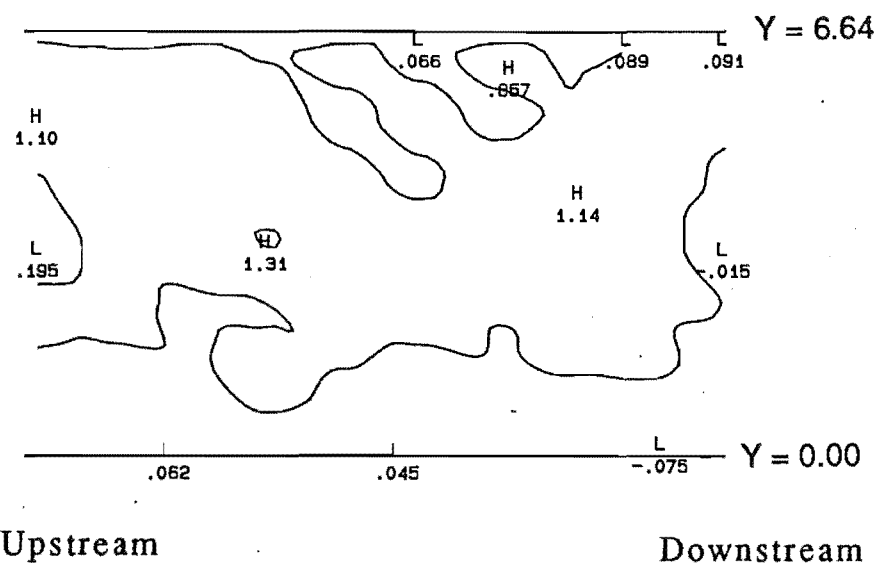 L L L Y = 6.64
.066 .089 .091
H
.867
H
1.10
H
1.14
H
1.31
L
.195
L
-.015
L
.062 .045 -.075 Y = 0.00
Upstream Downstream